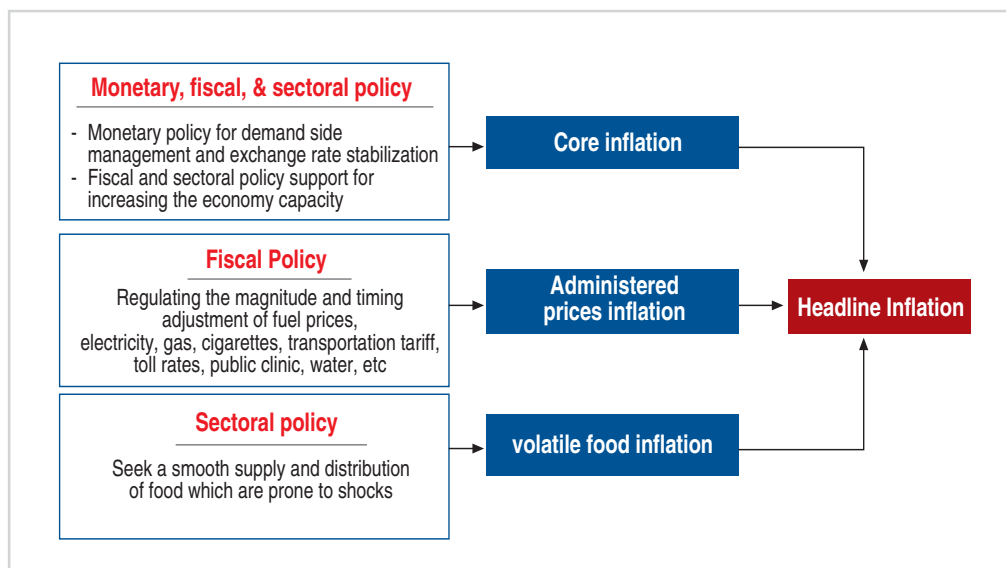 Monetary, fiscal, & sectoral policy
- Monetary policy for demand side
management and exchange rate stabilization
- Fiscal and sectoral policy support for
increasing the economy capacity
Core inflation
Fiscal Policy
Regulating the magnitude and timing
adjustment of fuel prices,
electricity, gas, cigarettes, transportation tariff,
toll rates, public clinic, water, etc
Administered
prices inflation
Headline Inflation
Sectoral policy
Seek a smooth supply and distribution
of food which are prone to shocks
volatile food inflation